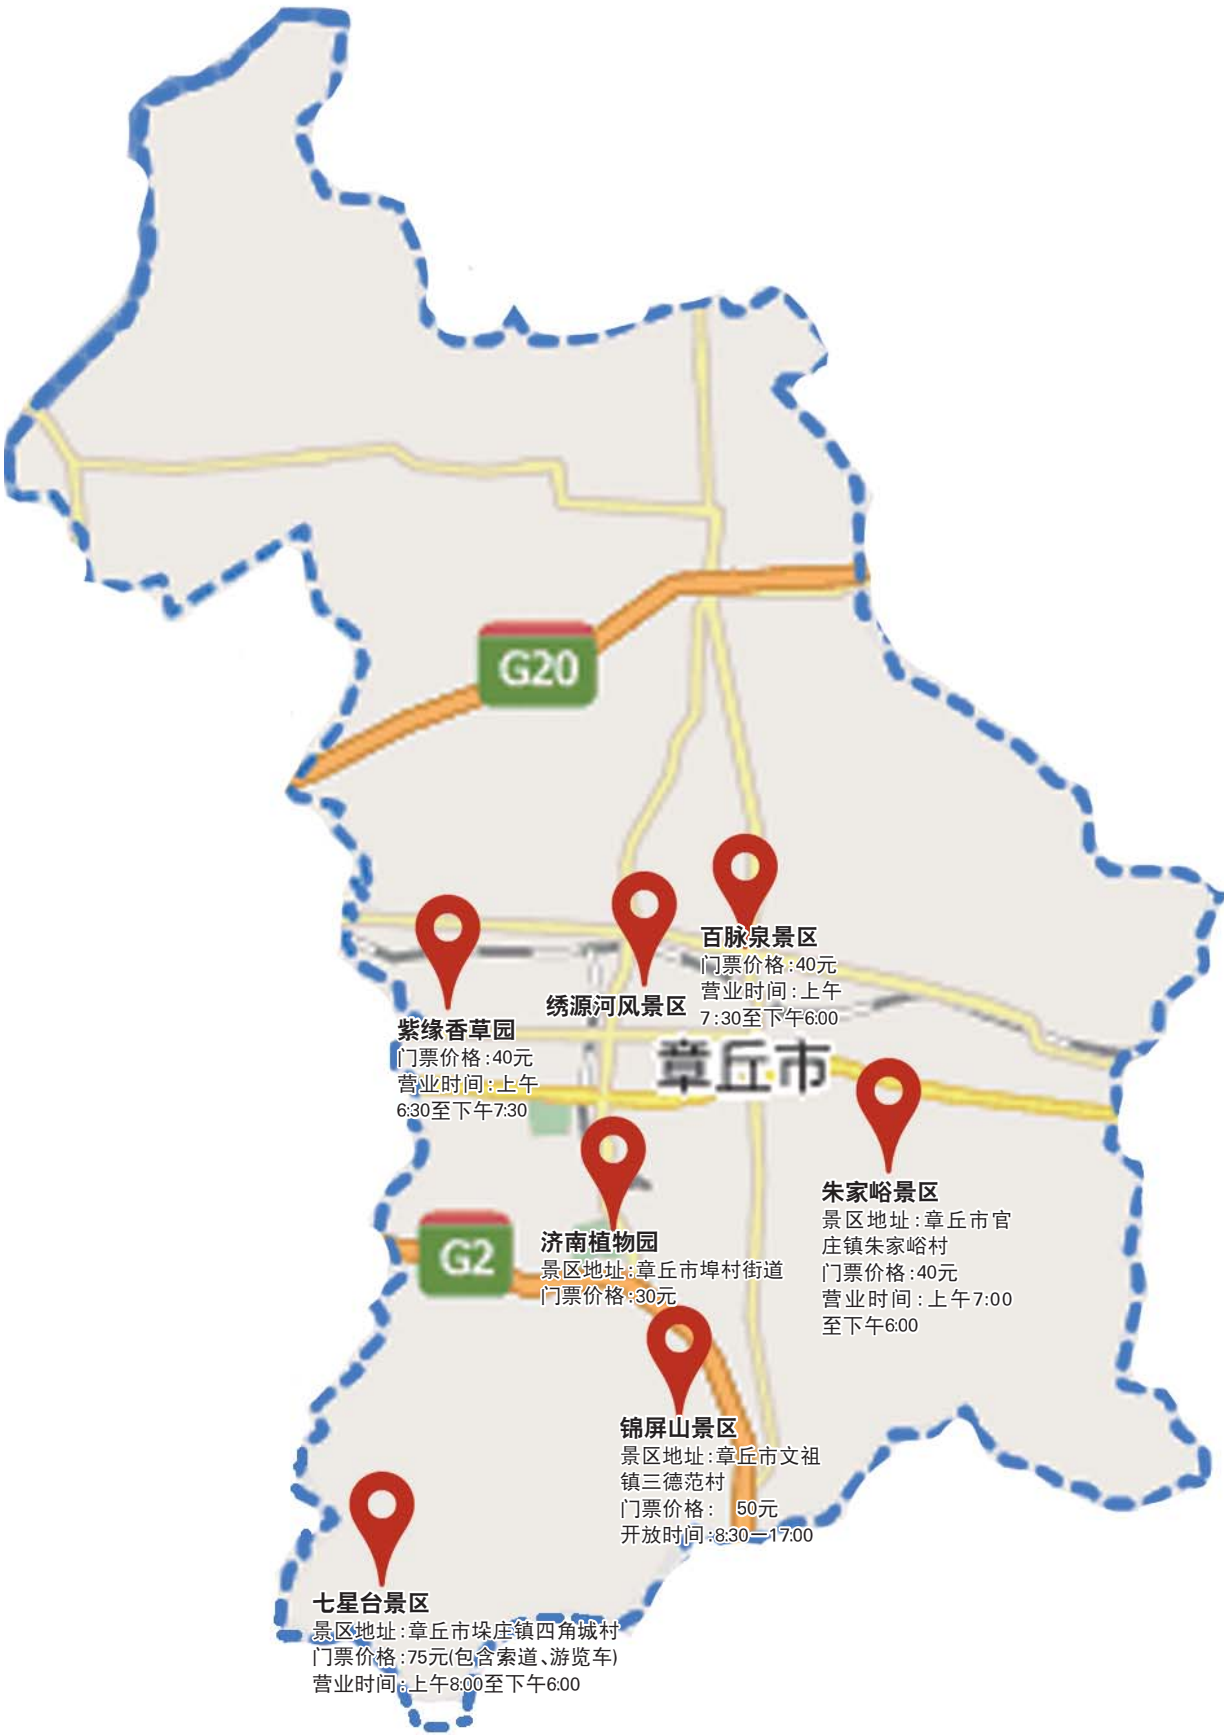 G20
百脉泉景区
门票价格:40元
营业时间:上午
7:30至下午6:00
绣源河风景区
紫缘香草园
门票价格:40元
营业时间:上午
6:30至下午7:30
章丘市
朱家峪景区
景区地址:章丘市官
庄镇朱家峪村
门票价格:40元
营业时间:上午7:00
至下午6:00
G2
济南植物园
景区地址:章丘市埠村街道
门票价格:30元
锦屏山景区
景区地址:章丘市文祖
镇三德范村
门票价格: 50元
开放时间:8:30—17:00
七星台景区
景区地址:章丘市垛庄镇四角城村
门票价格:75元(包含索道、游览车)
营业时间:上午8:00至下午6:00